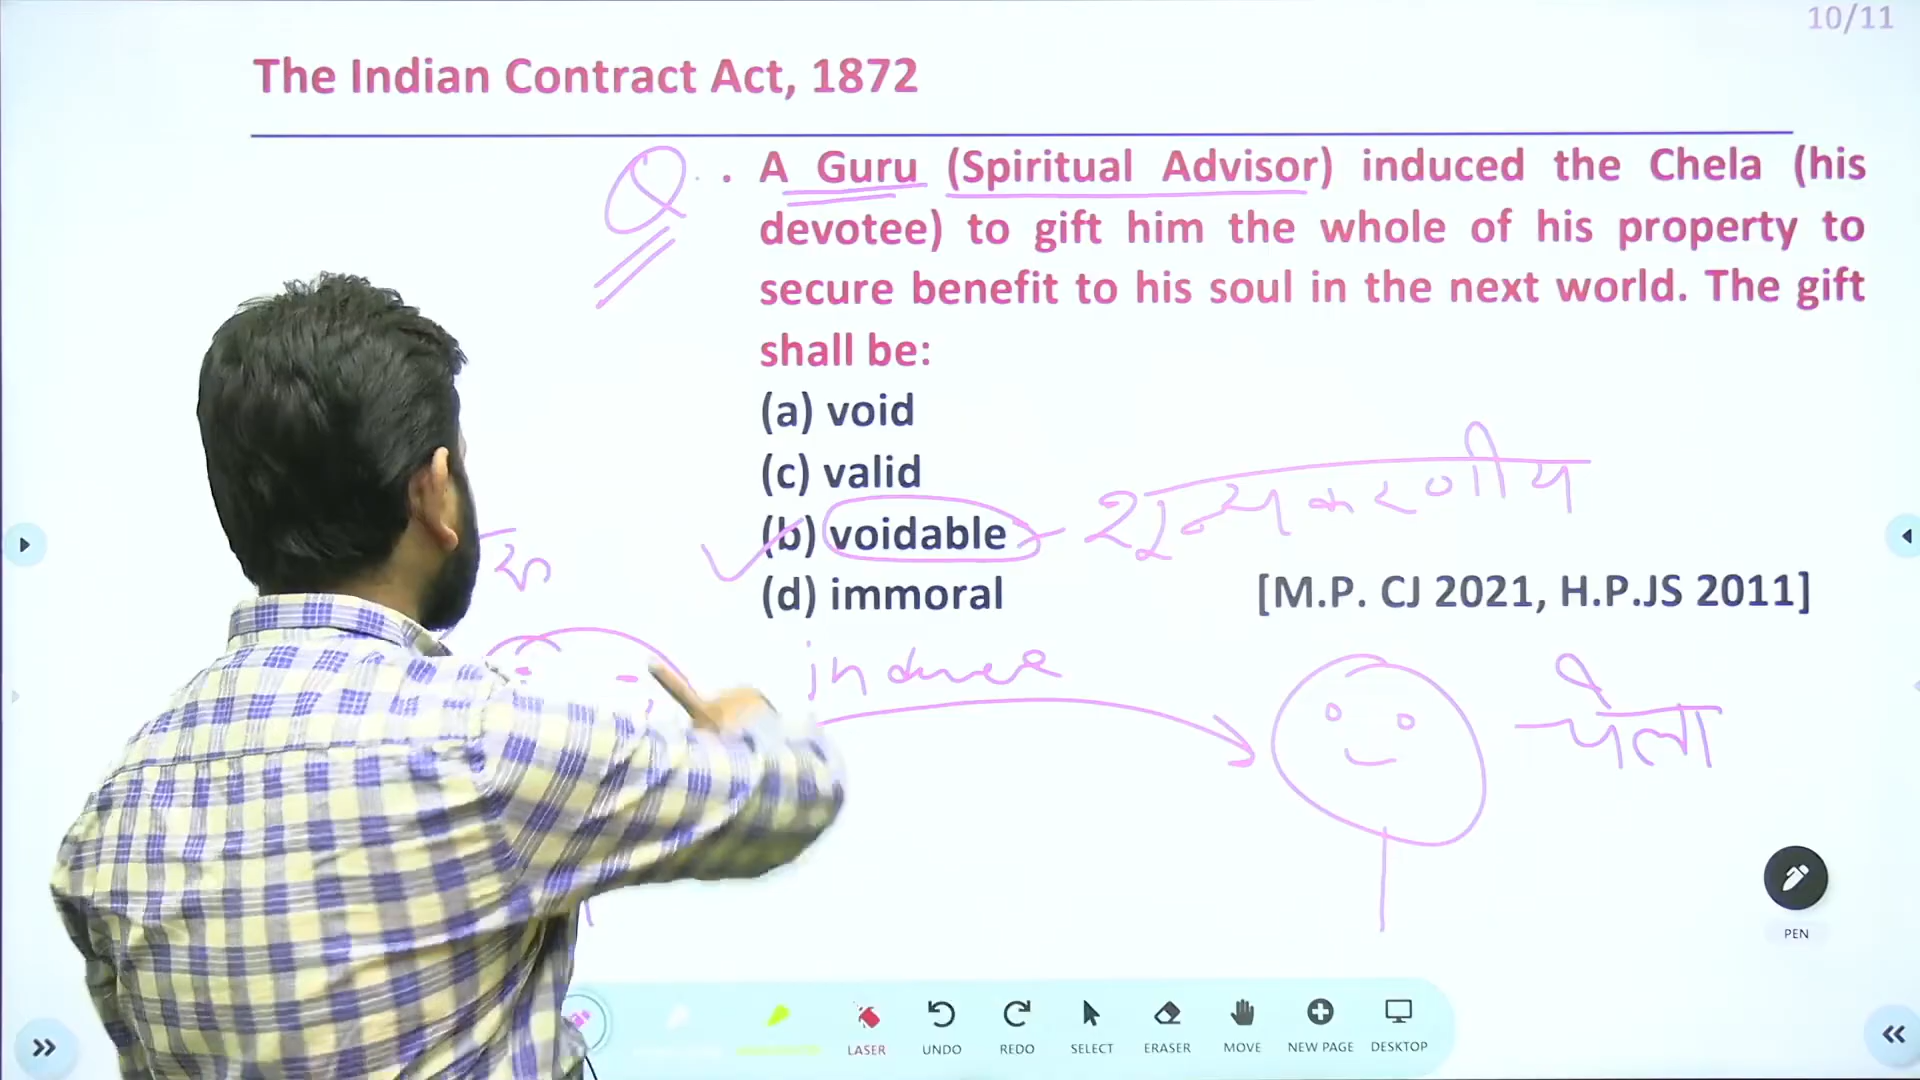 10/11
The Indian Contract Act, 1872
Q . A Guru (Spiritual Advisor) induced the Chela (his
devotee) to gift him the whole of his property to
secure benefit to his soul in the next world. The gift
shall be:
(a) void
(c) valid
(b) voidable शून्यकरणीय
(d) immoral [M.P. CJ 2021, H.P.JS 2011]
induce
चेला
PEN
LASER UNDO REDO SELECT ERASER MOVE NEW PAGE DESKTOP